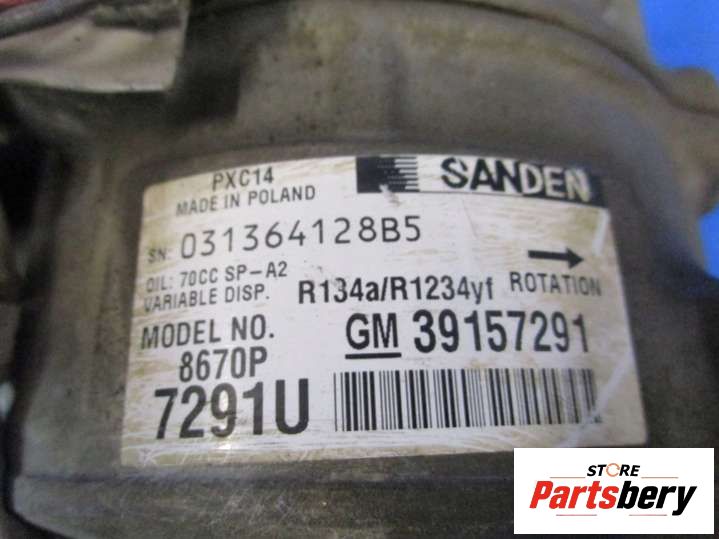 PXC14
SANDEN
MADE IN POLAND
SN: 031364128B5
OIL: 70CC SP-A2
VARIABLE DISP.
R134a/R1234yf
ROTATION
MODEL NO.
8670P
GM 39157291
7291U
STORE
Partsbery